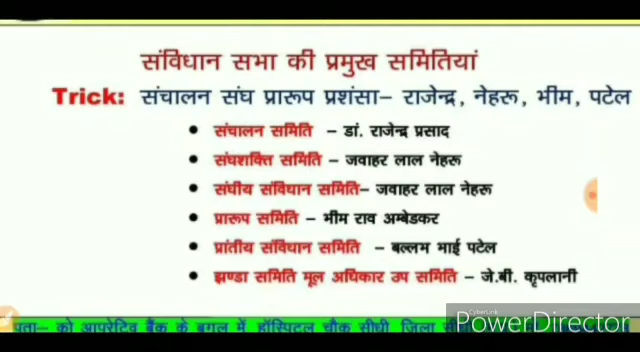 संविधान सभा की प्रमुख समितियां
Trick: संचालन संघ प्रारूप प्रशंसा– राजेन्द्र, नेहरू, भीम, पटेल
• संचालन समिति – डां. राजेन्द्र प्रसाद
• संघशक्ति समिति – जवाहर लाल नेहरू
• संघीय संविधान समिति– जवाहर लाल नेहरू
• प्रारूप समिति – भीम राव अम्बेडकर
• प्रांतीय संविधान समिति – बल्लभ भाई पटेल
• झण्डा समिति मूल अधिकार उप समिति – जे.बी. कृपलानी
पता– को आपरेटिव बैंक के बगल में, हॉस्पिटल चौक सीधी, जिला
CyberLink
PowerDirector